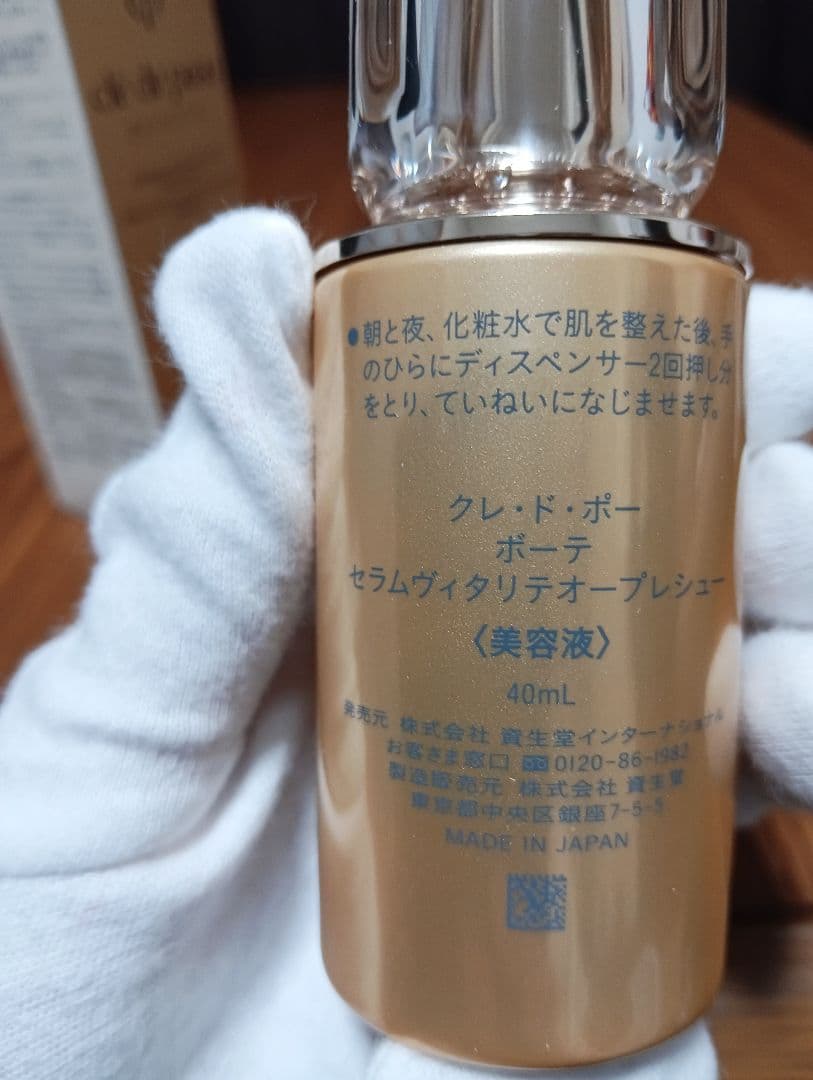 ●朝と夜、化粧水で肌を整えた後、手
のひらにディスペンサー2回押し分
をとり、ていねいになじませます。
クレ・ド・ポー
ボーテ
セラムヴィタリテオープレシュー
〈美容液〉
40mL
発売元 株式会社 資生堂インターナショナル
お客さま窓口 0120-86-1982
製造販売元 株式会社 資生堂
東京都中央区銀座7-5-5
MADE IN JAPAN